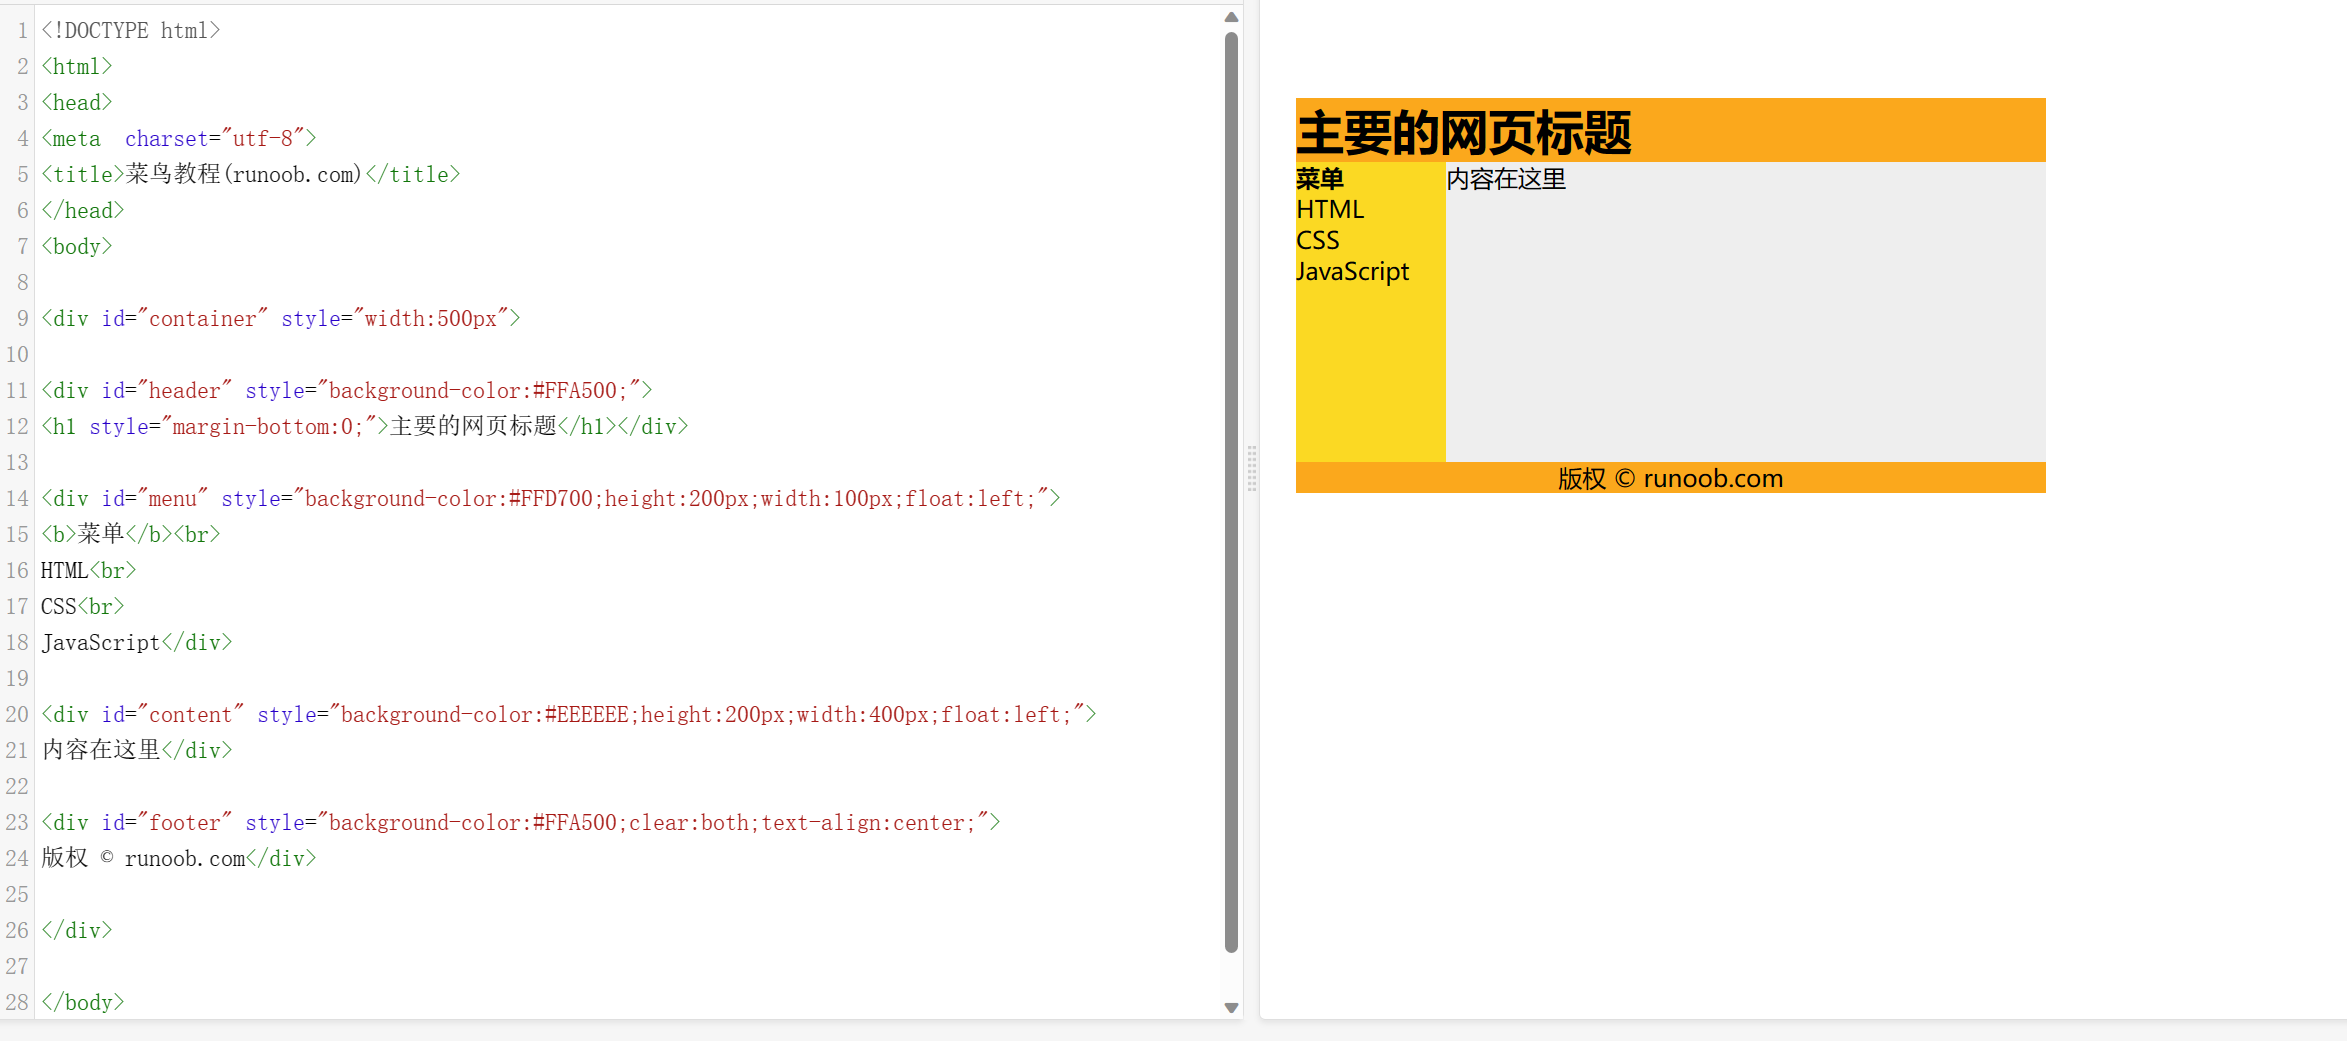 1 <!DOCTYPE html>
2 <html>
3 <head>
4 <meta  charset="utf-8">
5 <title>菜鸟教程(runoob.com)</title>
6 </head>
7 <body>
8
9 <div id="container" style="width:500px">
10
11 <div id="header" style="background-color:#FFA500;">
12 <h1 style="margin-bottom:0;">主要的网页标题</h1></div>
13
14 <div id="menu" style="background-color:#FFD700;height:200px;width:100px;float:left;">
15 <b>菜单</b><br>
16 HTML<br>
17 CSS<br>
18 JavaScript</div>
19
20 <div id="content" style="background-color:#EEEEEE;height:200px;width:400px;float:left;">
21 内容在这里</div>
22
23 <div id="footer" style="background-color:#FFA500;clear:both;text-align:center;">
24 版权 © runoob.com</div>
25
26 </div>
27
28 </body>
主要的网页标题
菜单
HTML
CSS
JavaScript
内容在这里
版权 © runoob.com